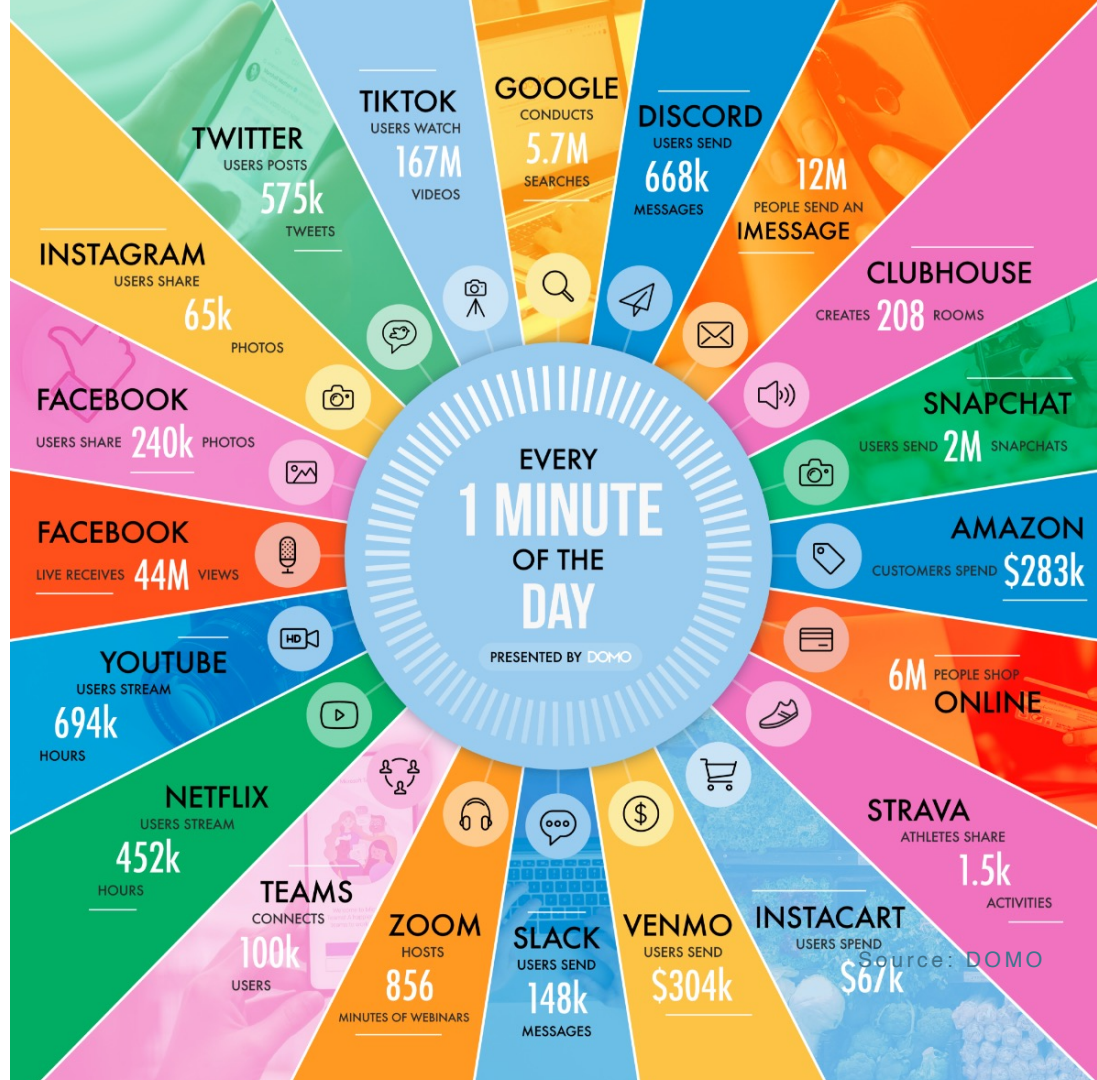 TIKTOK
USERS WATCH
167M
VIDEOS
GOOGLE
CONDUCTS
5.7M
SEARCHES
DISCORD
USERS SEND
668k
MESSAGES
12M
PEOPLE SEND AN
IMESSAGE
CLUBHOUSE
CREATES 208 ROOMS
SNAPCHAT
USERS SEND 2M SNAPCHATS
AMAZON
CUSTOMERS SPEND $283k
6M PEOPLE SHOP
ONLINE
STRAVA
ATHLETES SHARE
1.5k
ACTIVITIES
INSTACART
USERS SPEND
$67k
Source: DOMO
VENMO
USERS SEND
$304k
SLACK
USERS SEND
148k
MESSAGES
ZOOM
HOSTS
856
MINUTES OF WEBINARS
TEAMS
CONNECTS
100k
USERS
NETFLIX
USERS STREAM
452k
HOURS
YOUTUBE
USERS STREAM
694k
HOURS
FACEBOOK
LIVE RECEIVES 44M VIEWS
FACEBOOK
USERS SHARE 240k PHOTOS
INSTAGRAM
USERS SHARE
65k
PHOTOS
TWITTER
USERS POSTS
575k
TWEETS
EVERY
1 MINUTE
OF THE
DAY
PRESENTED BY DOMO
HD
$